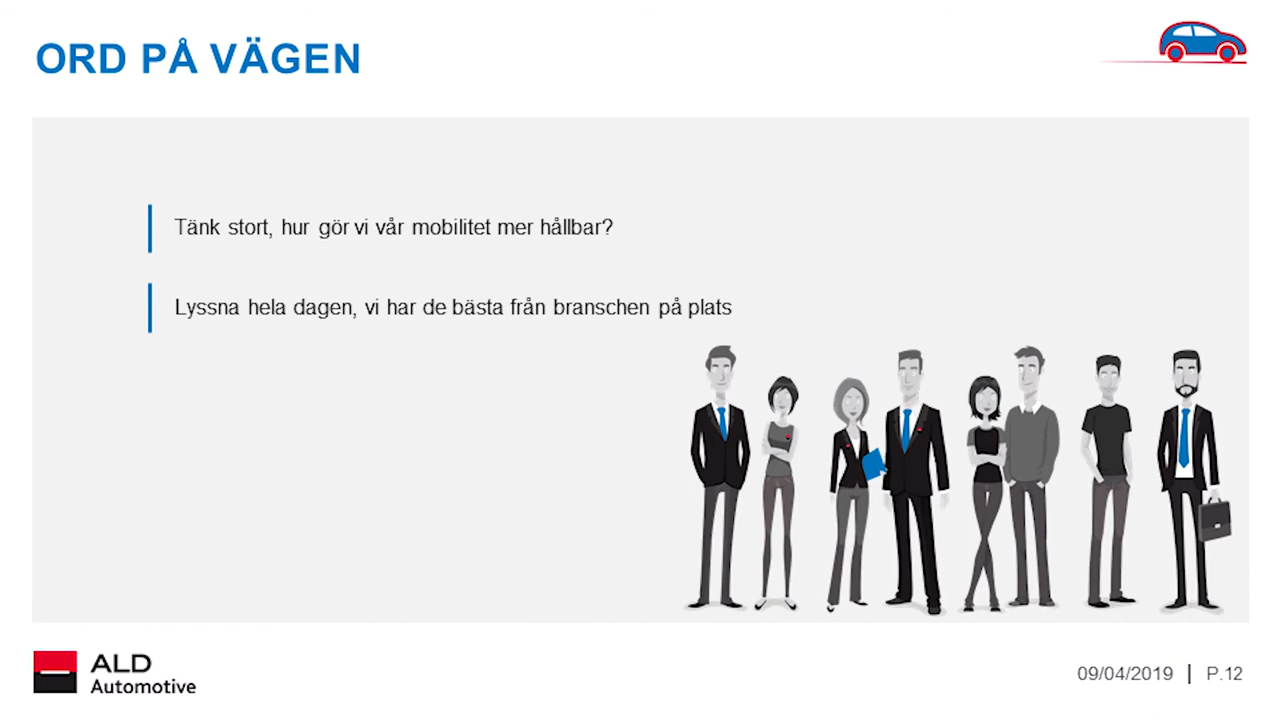 ORD PÅ VÄGEN
Tänk stort, hur gör vi vår mobilitet mer hållbar?
Lyssna hela dagen, vi har de bästa från branschen på plats
ALD
Automotive
09/04/2019 | P.12